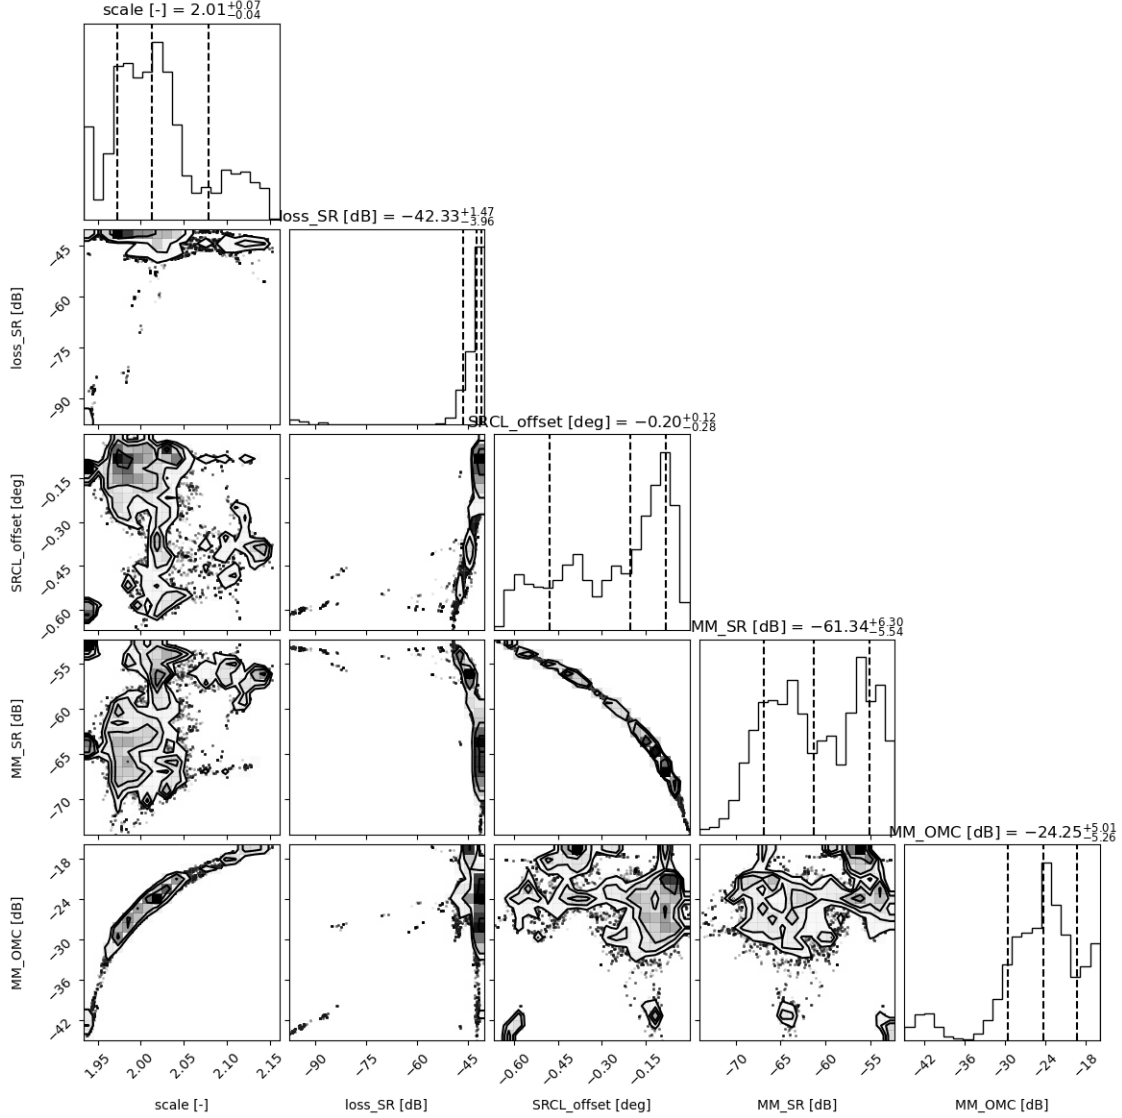 scale [-] = 2.01+0.07−0.04
loss_SR [dB] = −42.33+1.47−3.96
−45
−60
−75
−90
loss_SR [dB]
SRCL_offset [deg] = −0.20+0.12−0.28
−0.15
−0.30
−0.45
−0.60
SRCL_offset [deg]
MM_SR [dB] = −61.34+6.30−5.54
−55
−60
−65
−70
MM_SR [dB]
MM_OMC [dB] = −24.25+5.01−5.26
−18
−24
−30
−36
−42
MM_OMC [dB]
1.95 2.00 2.05 2.10 2.15 −90 −75 −60 −45 −0.60 −0.45 −0.30 −0.15 −70 −65 −60 −55 −42 −36 −30 −24 −18
scale [-] loss_SR [dB] SRCL_offset [deg] MM_SR [dB] MM_OMC [dB]